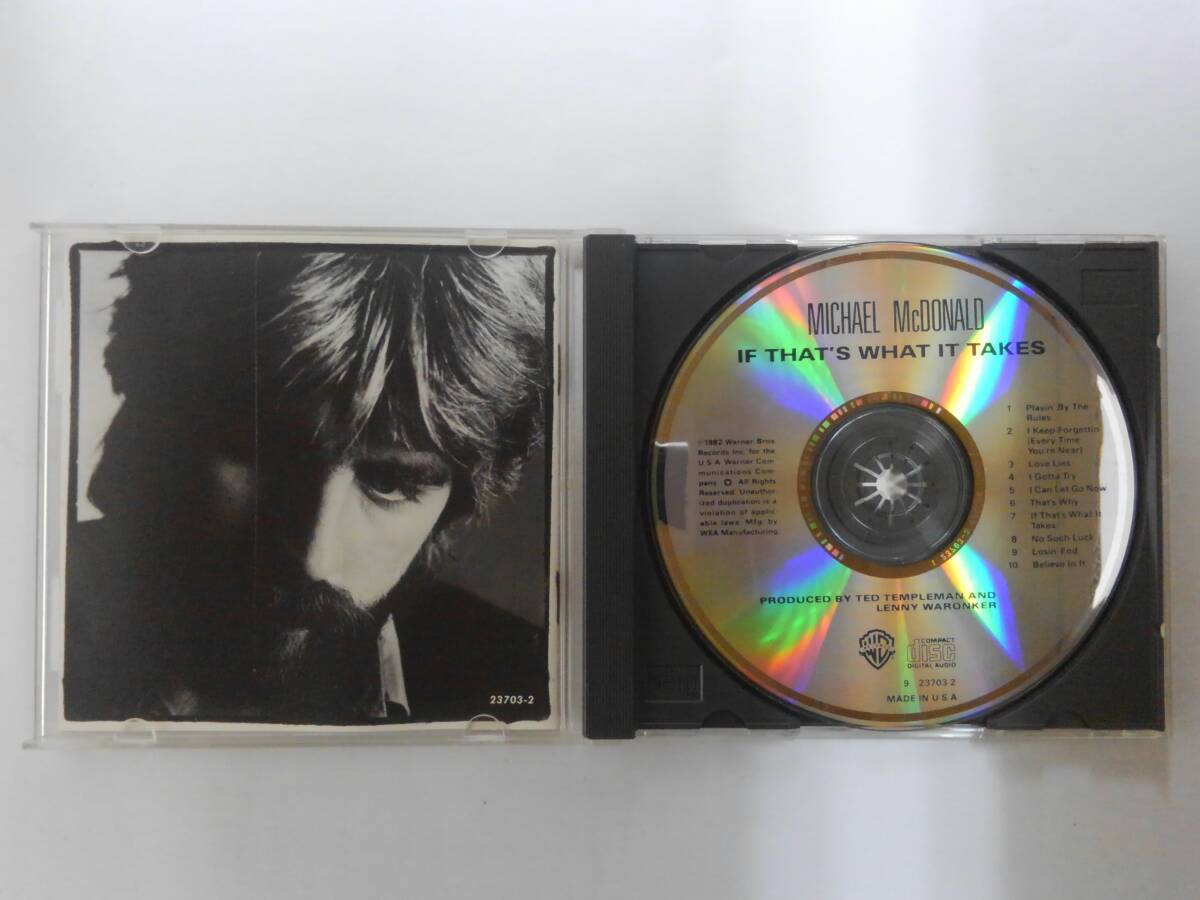 23703-2
MICHAEL McDONALD
IF THAT'S WHAT IT TAKES
℗1982 Warner Bros
Records Inc. for the
U.S.A. Warner Com
munications Com
pany All Rights
Reserved. Unauthor
ized duplication is a
violation of applic
able laws. Mfg. by
WEA Manufacturing
1 Playin' By The
Rules
2 I Keep Forgettin'
(Every Time
You're Near)
3 Love Lies
4 I Gotta Try
5 I Can Let Go Now
6 That's Why
7 If That's What It
Takes
8 No Such Luck
9 Losin' End
10 Believe In It
PRODUCED BY TED TEMPLEMAN AND
LENNY WARONKER
COMPACT
disc
DIGITAL AUDIO
9 23703-2
MADE IN U.S.A.